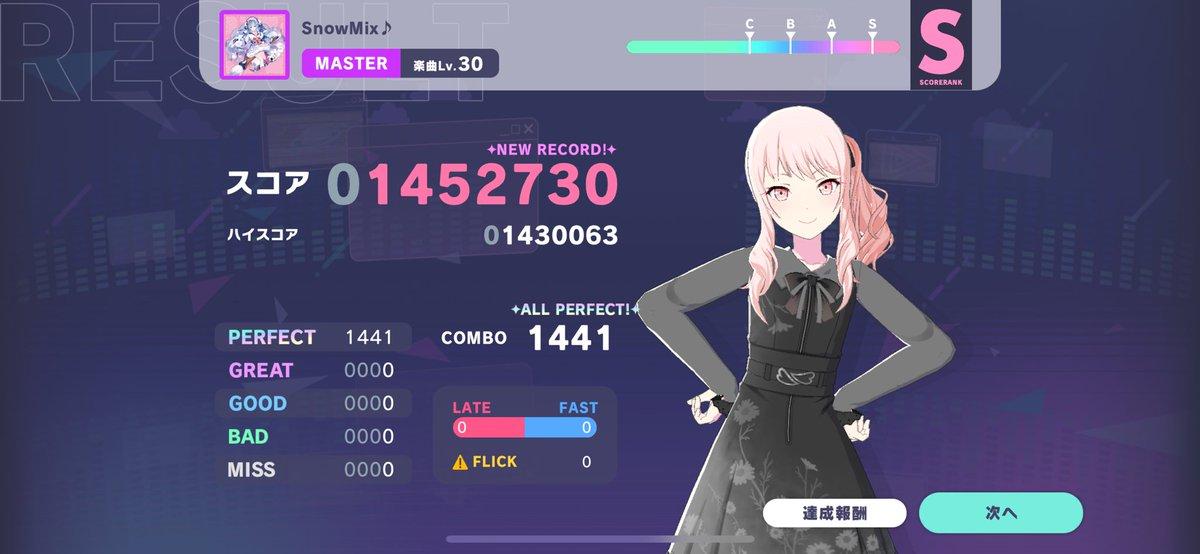 RESULT
SnowMix♪
MASTER 楽曲Lv.30
C B A S
S
SCORERANK
✦NEW RECORD!✦
スコア 01452730
ハイスコア 01430063
✦ALL PERFECT!✦
COMBO 1441
PERFECT 1441
GREAT 0000
GOOD 0000
BAD 0000
MISS 0000
LATE FAST
0 0
FLICK 0
達成報酬
次へ